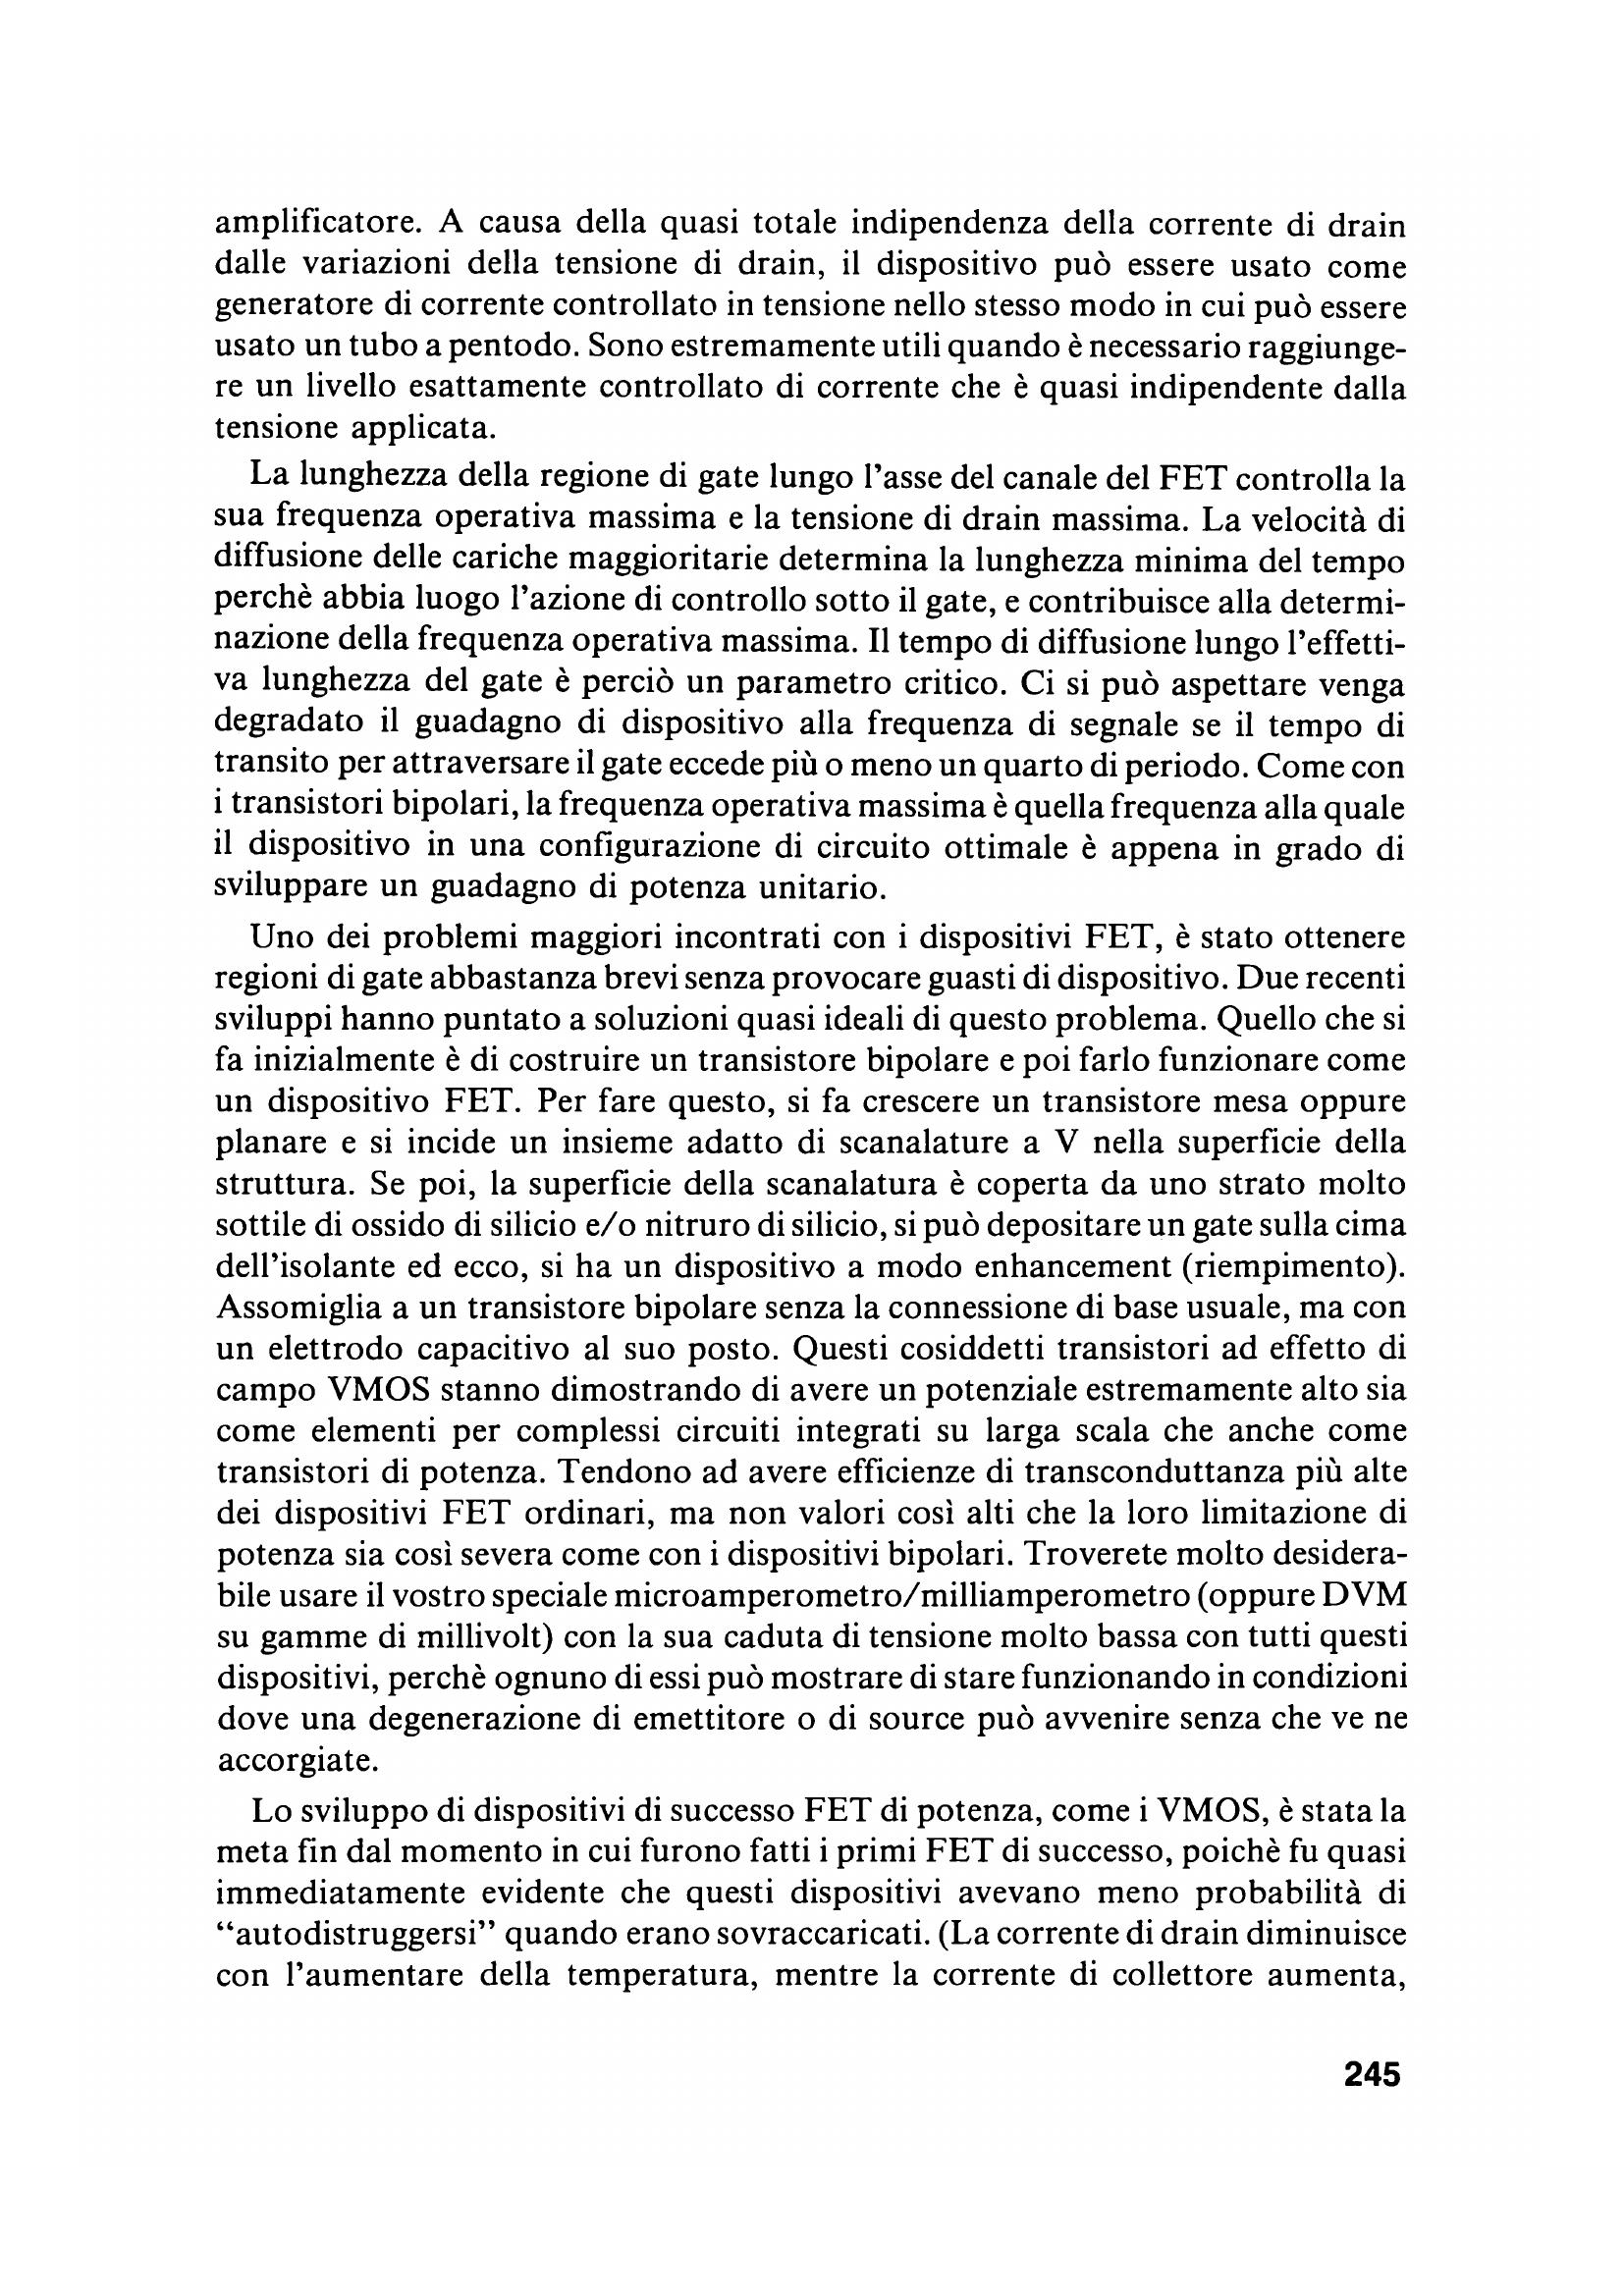 amplificatore. A causa della quasi totale indipendenza della corrente di drain
dalle variazioni della tensione di drain, il dispositivo può essere usato come
generatore di corrente controllato in tensione nello stesso modo in cui può essere
usato un tubo a pentodo. Sono estremamente utili quando è necessario raggiunge-
re un livello esattamente controllato di corrente che è quasi indipendente dalla
tensione applicata.
La lunghezza della regione di gate lungo l'asse del canale del FET controlla la
sua frequenza operativa massima e la tensione di drain massima. La velocità di
diffusione delle cariche maggioritarie determina la lunghezza minima del tempo
perchè abbia luogo l'azione di controllo sotto il gate, e contribuisce alla determi-
nazione della frequenza operativa massima. Il tempo di diffusione lungo l'effetti-
va lunghezza del gate è perciò un parametro critico. Ci si può aspettare venga
degradato il guadagno di dispositivo alla frequenza di segnale se il tempo di
transito per attraversare il gate eccede più o meno un quarto di periodo. Come con
i transistori bipolari, la frequenza operativa massima è quella frequenza alla quale
il dispositivo in una configurazione di circuito ottimale è appena in grado di
sviluppare un guadagno di potenza unitario.
Uno dei problemi maggiori incontrati con i dispositivi FET, è stato ottenere
regioni di gate abbastanza brevi senza provocare guasti di dispositivo. Due recenti
sviluppi hanno puntato a soluzioni quasi ideali di questo problema. Quello che si
fa inizialmente è di costruire un transistore bipolare e poi farlo funzionare come
un dispositivo FET. Per fare questo, si fa crescere un transistore mesa oppure
planare e si incide un insieme adatto di scanalature a V nella superficie della
struttura. Se poi, la superficie della scanalatura è coperta da uno strato molto
sottile di ossido di silicio e/o nitruro di silicio, si può depositare un gate sulla cima
dell'isolante ed ecco, si ha un dispositivo a modo enhancement (riempimento).
Assomiglia a un transistore bipolare senza la connessione di base usuale, ma con
un elettrodo capacitivo al suo posto. Questi cosiddetti transistori ad effetto di
campo VMOS stanno dimostrando di avere un potenziale estremamente alto sia
come elementi per complessi circuiti integrati su larga scala che anche come
transistori di potenza. Tendono ad avere efficienze di transconduttanza più alte
dei dispositivi FET ordinari, ma non valori così alti che la loro limitazione di
potenza sia così severa come con i dispositivi bipolari. Troverete molto desidera-
bile usare il vostro speciale microamperometro/milliamperometro (oppure DVM
su gamme di millivolt) con la sua caduta di tensione molto bassa con tutti questi
dispositivi, perchè ognuno di essi può mostrare di stare funzionando in condizioni
dove una degenerazione di emettitore o di source può avvenire senza che ve ne
accorgiate.
Lo sviluppo di dispositivi di successo FET di potenza, come i VMOS, è stata la
meta fin dal momento in cui furono fatti i primi FET di successo, poichè fu quasi
immediatamente evidente che questi dispositivi avevano meno probabilità di
“autodistruggersi” quando erano sovraccaricati. (La corrente di drain diminuisce
con l'aumentare della temperatura, mentre la corrente di collettore aumenta,
245